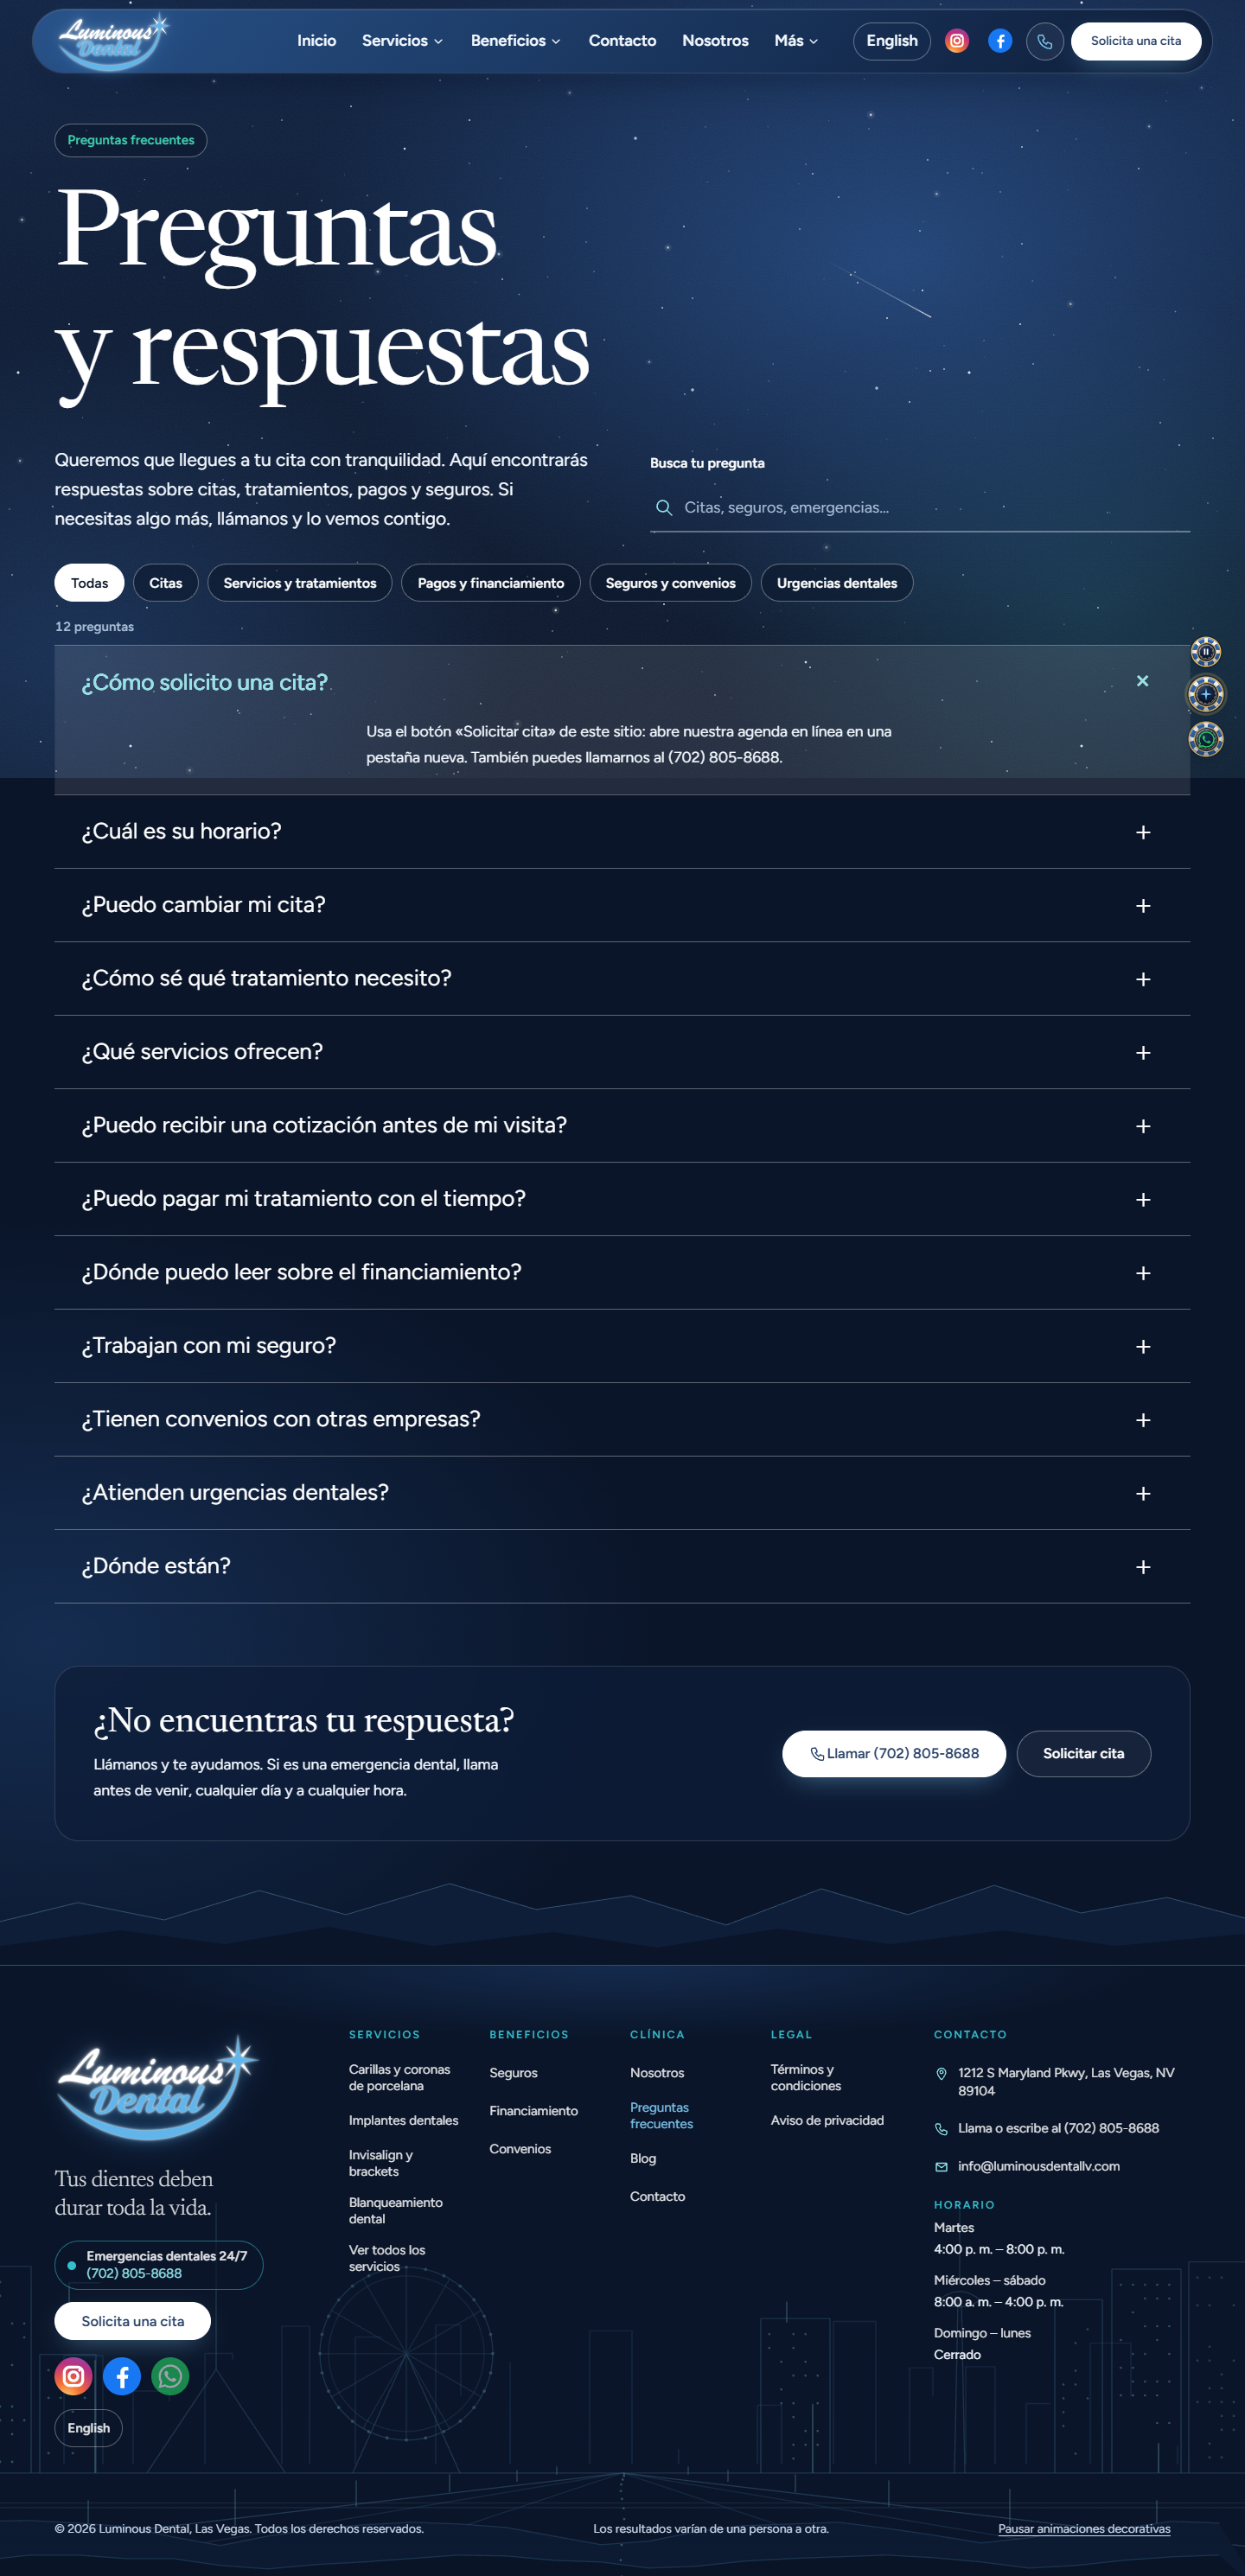 Luminous
Dental
Inicio
Servicios
Beneficios
Contacto
Nosotros
Más
English
Solicita una cita
Preguntas frecuentes
Preguntas
y respuestas
Queremos que llegues a tu cita con tranquilidad. Aquí encontrarás
respuestas sobre citas, tratamientos, pagos y seguros. Si
necesitas algo más, llámanos y lo vemos contigo.
Busca tu pregunta
Citas, seguros, emergencias...
Todas
Citas
Servicios y tratamientos
Pagos y financiamiento
Seguros y convenios
Urgencias dentales
12 preguntas
¿Cómo solicito una cita?
Usa el botón «Solicitar cita» de este sitio: abre nuestra agenda en línea en una
pestaña nueva. También puedes llamarnos al (702) 805-8688.
¿Cuál es su horario?
¿Puedo cambiar mi cita?
¿Cómo sé qué tratamiento necesito?
¿Qué servicios ofrecen?
¿Puedo recibir una cotización antes de mi visita?
¿Puedo pagar mi tratamiento con el tiempo?
¿Dónde puedo leer sobre el financiamiento?
¿Trabajan con mi seguro?
¿Tienen convenios con otras empresas?
¿Atienden urgencias dentales?
¿Dónde están?
¿No encuentras tu respuesta?
Llámanos y te ayudamos. Si es una emergencia dental, llama
antes de venir, cualquier día y a cualquier hora.
Llamar (702) 805-8688
Solicitar cita
Luminous
Dental
Tus dientes deben
durar toda la vida.
Emergencias dentales 24/7
(702) 805-8688
Solicita una cita
English
SERVICIOS
Carillas y coronas
de porcelana
Implantes dentales
Invisalign y
brackets
Blanqueamiento
dental
Ver todos los
servicios
BENEFICIOS
Seguros
Financiamiento
Convenios
CLÍNICA
Nosotros
Preguntas
frecuentes
Blog
Contacto
LEGAL
Términos y
condiciones
Aviso de privacidad
CONTACTO
1212 S Maryland Pkwy, Las Vegas, NV
89104
Llama o escribe al (702) 805-8688
info@luminousdentallv.com
HORARIO
Martes
4:00 p. m. – 8:00 p. m.
Miércoles – sábado
8:00 a. m. – 4:00 p. m.
Domingo – lunes
Cerrado
© 2026 Luminous Dental, Las Vegas. Todos los derechos reservados.
Los resultados varían de una persona a otra.
Pausar animaciones decorativas